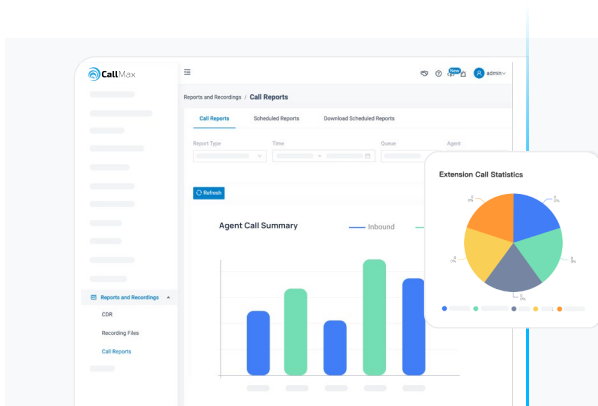 CallMax
New
admin
Reports and Recordings / Call Reports
Call Reports
Scheduled Reports
Download Scheduled Reports
Report Type
Time
Queue
Agent
Refresh
Extension Call Statistics
Agent Call Summary
Inbound
Reports and Recordings
CDR
Recording Files
Call Reports